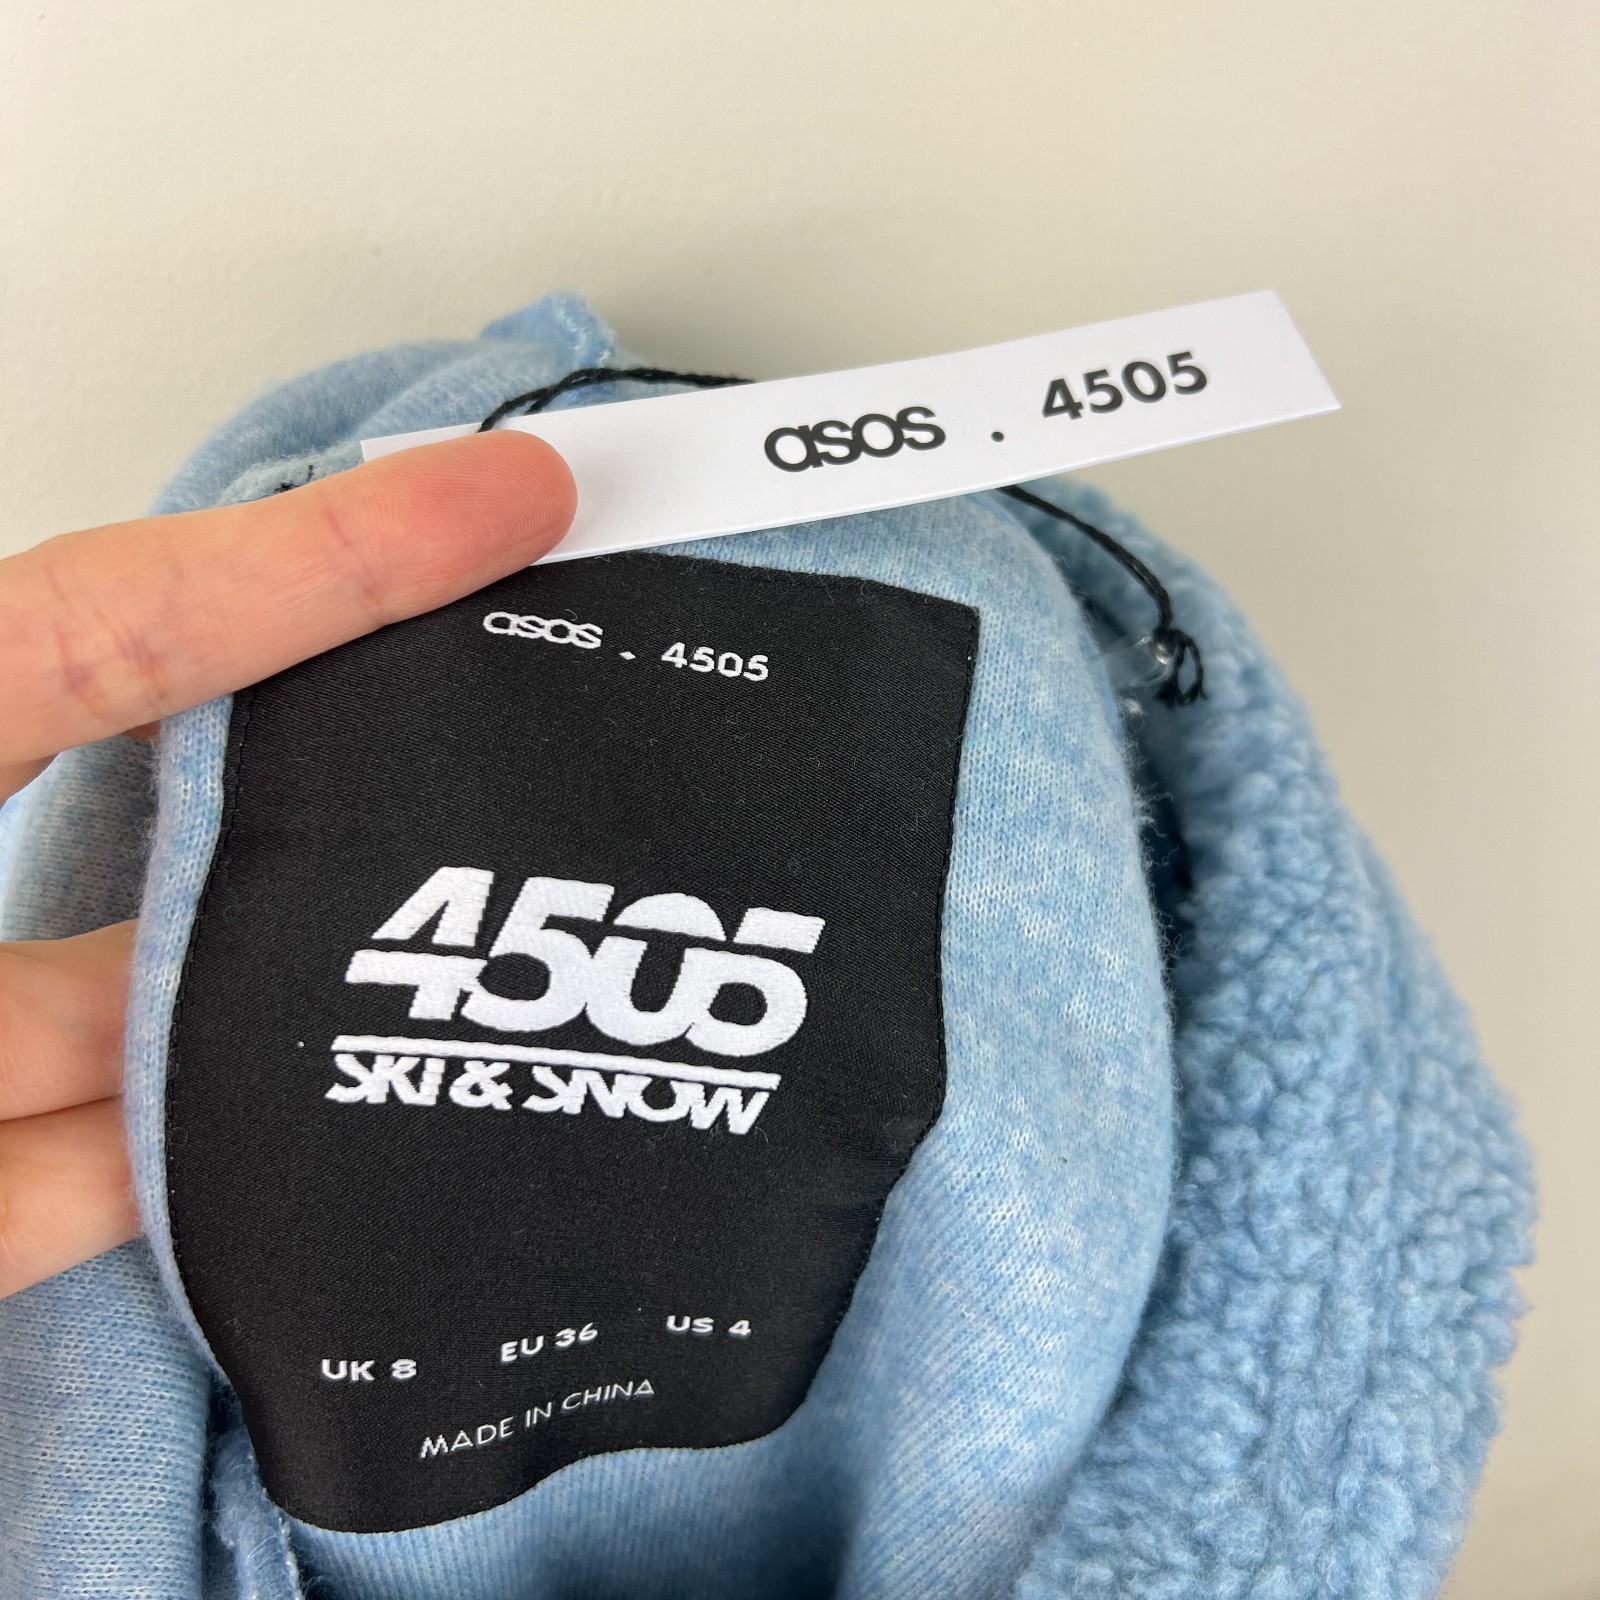 asos . 4505
asos . 4505
4505
SKI & SNOW
UK 8 EU 36 US 4
MADE IN CHINA